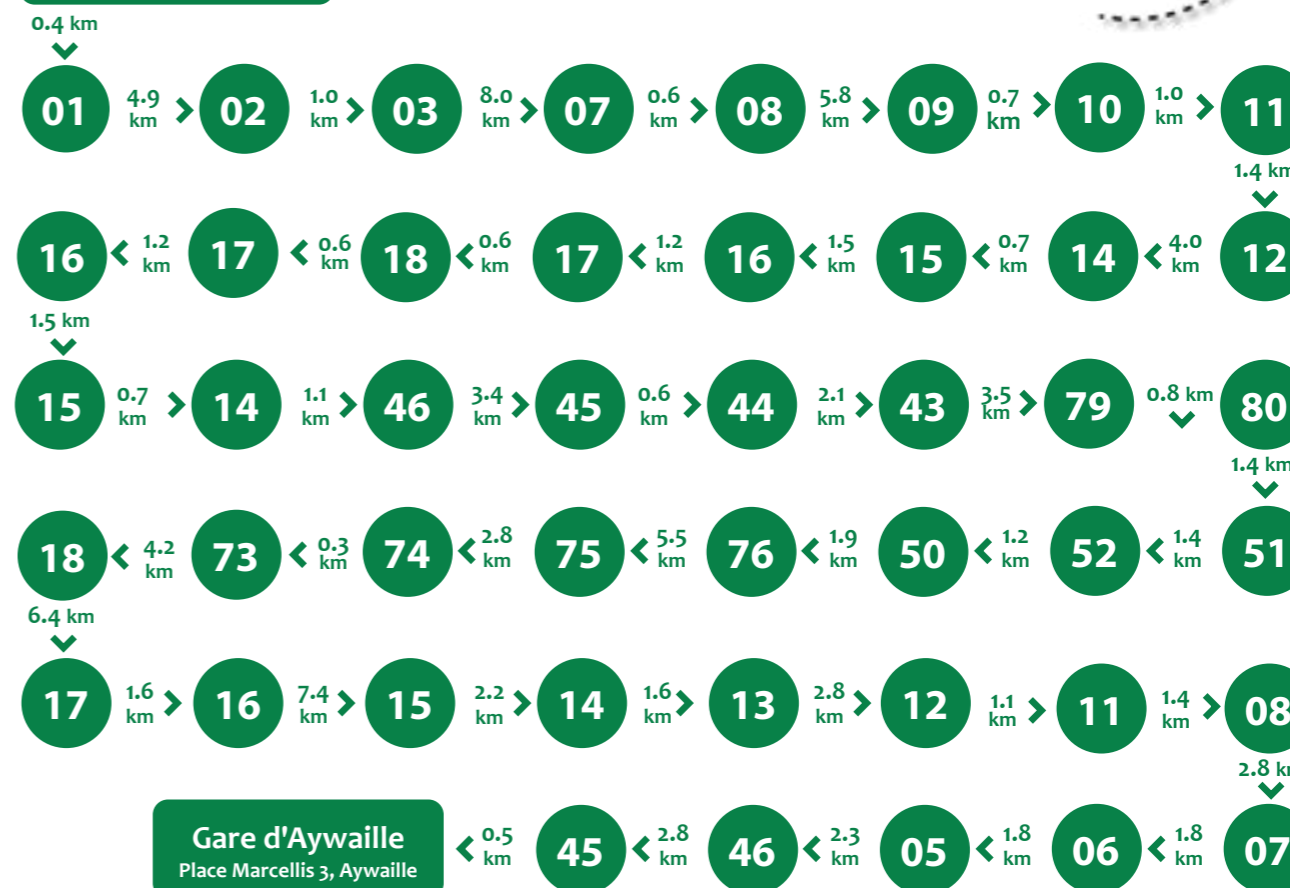 0.4 km
01
4.9
km
02
1.0
km
03
8.0
km
07
0.6
km
08
5.8
km
09
0.7
km
10
1.0
km
11
1.4 km
16
1.2
km
17
0.6
km
18
0.6
km
17
1.2
km
16
1.5
km
15
0.7
km
14
4.0
km
12
1.5 km
15
0.7
km
14
1.1
km
46
3.4
km
45
0.6
km
44
2.1
km
43
3.5
km
79
0.8 km
80
1.4 km
18
4.2
km
73
0.3
km
74
2.8
km
75
5.5
km
76
1.9
km
50
1.2
km
52
1.4
km
51
6.4 km
17
1.6
km
16
7.4
km
15
2.2
km
14
1.6
km
13
2.8
km
12
1.1
km
11
1.4
km
08
2.8 km
Gare d'Aywaille
Place Marcellis 3, Aywaille
0.5
km
45
2.8
km
46
2.3
km
05
1.8
km
06
1.8
km
07